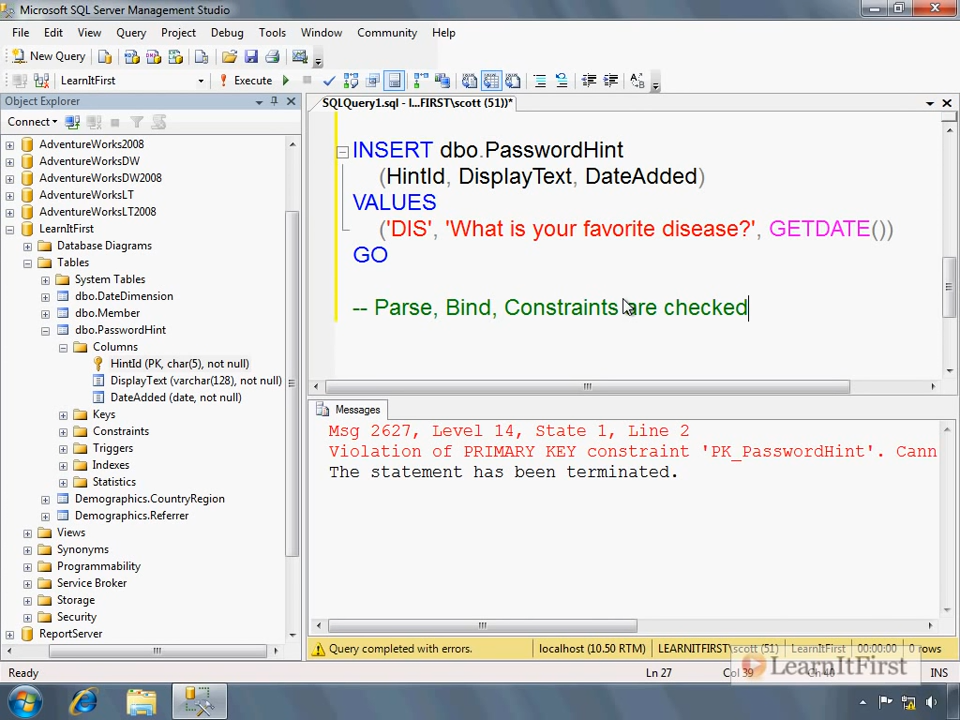 Microsoft SQL Server Management Studio
File Edit View Query Project Debug Tools Window Community Help
New Query
LearnItFirst Execute
Object Explorer
SQLQuery1.sql - l...FIRST\scott (51))*
Connect
AdventureWorks2008
AdventureWorksDW
AdventureWorksDW2008
AdventureWorksLT
AdventureWorksLT2008
LearnItFirst
Database Diagrams
Tables
System Tables
dbo.DateDimension
dbo.Member
dbo.PasswordHint
Columns
HintId (PK, char(5), not null)
DisplayText (varchar(128), not null)
DateAdded (date, not null)
Keys
Constraints
Triggers
Indexes
Statistics
Demographics.CountryRegion
Demographics.Referrer
Views
Synonyms
Programmability
Service Broker
Storage
Security
ReportServer
INSERT dbo.PasswordHint
(HintId, DisplayText, DateAdded)
VALUES
('DIS', 'What is your favorite disease?', GETDATE())
GO
-- Parse, Bind, Constraints are checked
Messages
Msg 2627, Level 14, State 1, Line 2
Violation of PRIMARY KEY constraint 'PK_PasswordHint'. Cann
The statement has been terminated.
Query completed with errors. localhost (10.50 RTM) LEARNITFIRST\scott (51) LearnItFirst 00:00:00 0 rows
Ready Ln 27 Col 39 Ch 40 INS
LearnItFirst